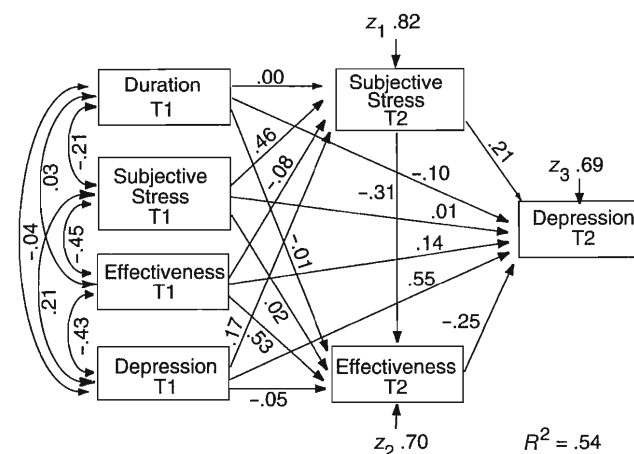 z1 .82
Duration
T1
.00
Subjective
Stress
T2
-.21
.46
-.08
.21
.03
Subjective
Stress
T1
-.31
-.10
z3 .69
.01
Depression
T2
-.04
-.45
-.01
.14
Effectiveness
T1
.55
.21
-.43
.02
.17
.53
-.25
Depression
T1
-.05
Effectiveness
T2
z2 .70
R² = .54